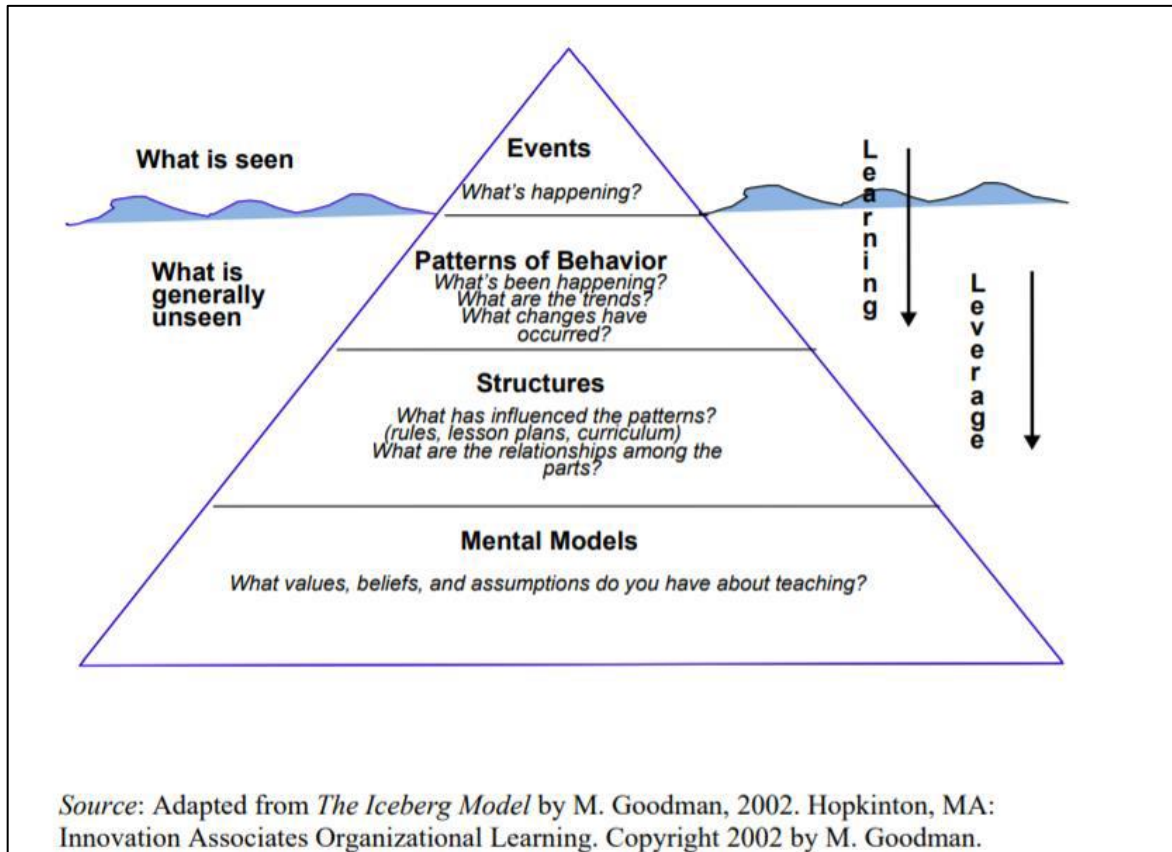 What is seen
Events
What's happening?
Learning
What is
generally
unseen
Patterns of Behavior
What's been happening?
What are the trends?
What changes have
occurred?
Leverage
Structures
What has influenced the patterns?
(rules, lesson plans, curriculum)
What are the relationships among the
parts?
Mental Models
What values, beliefs, and assumptions do you have about teaching?
Source: Adapted from The Iceberg Model by M. Goodman, 2002. Hopkinton, MA:
Innovation Associates Organizational Learning. Copyright 2002 by M. Goodman.